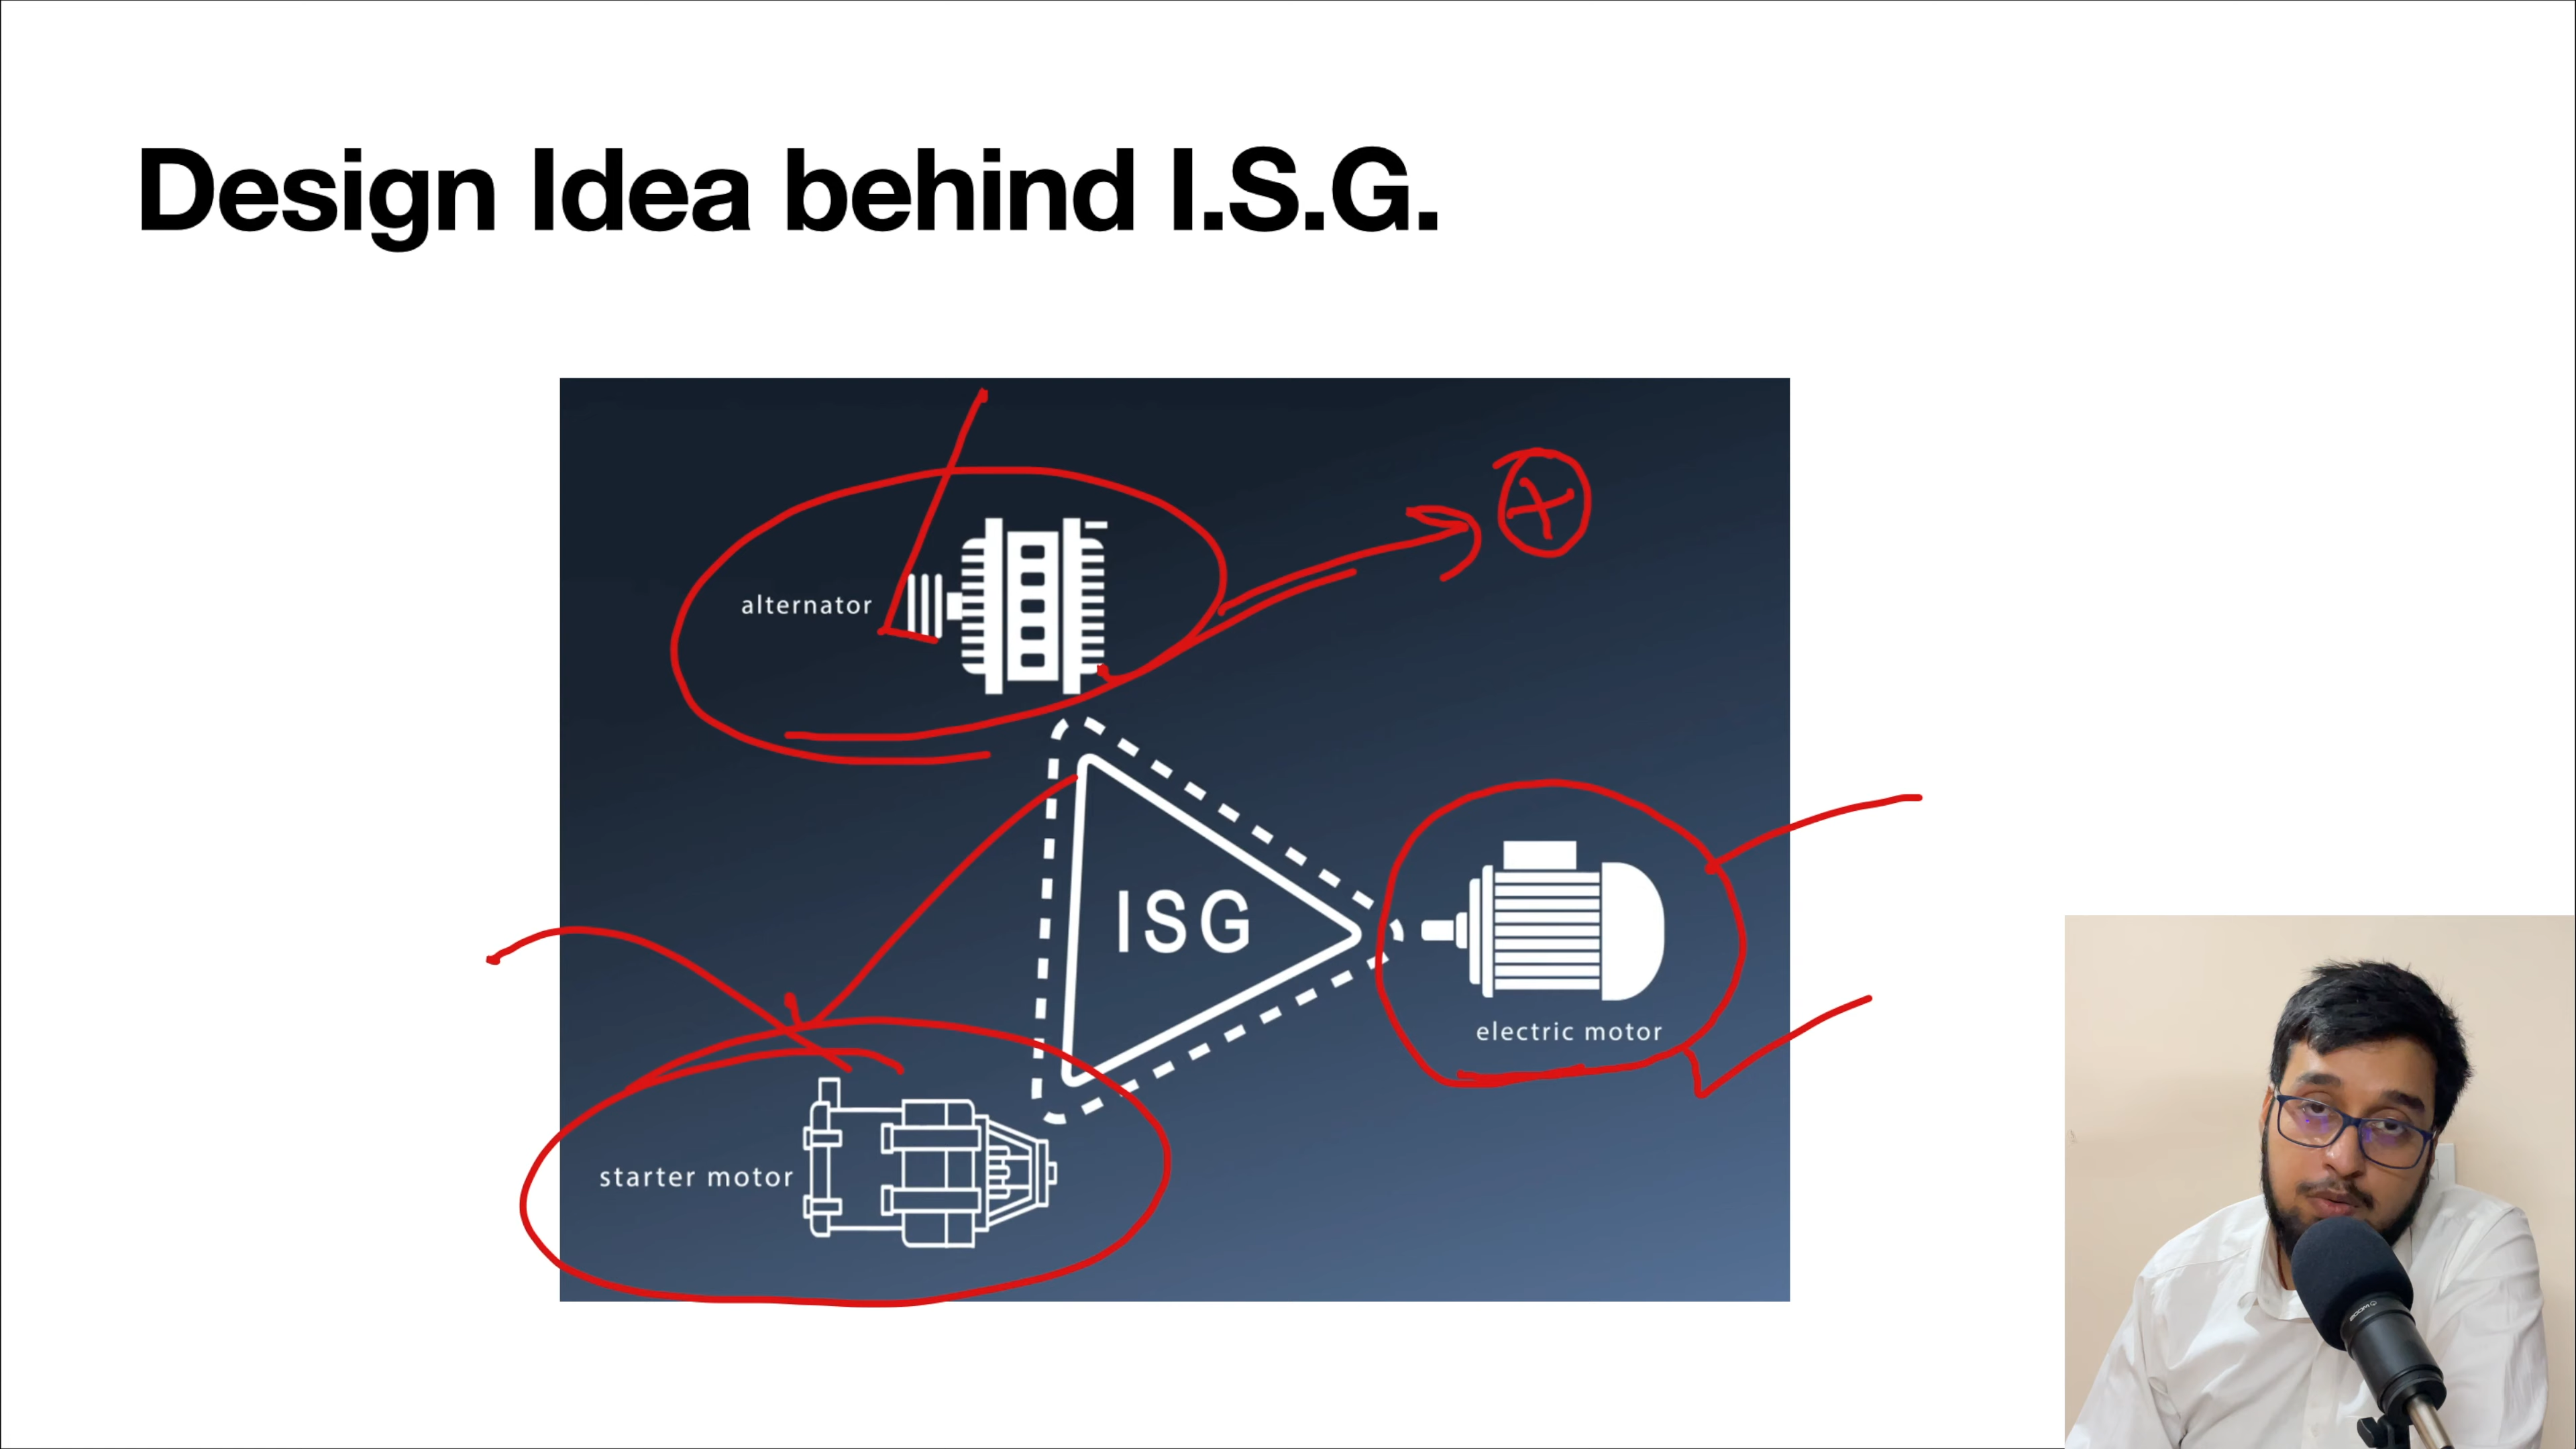 Design Idea behind I.S.G.
alternator
ISG
electric motor
starter motor